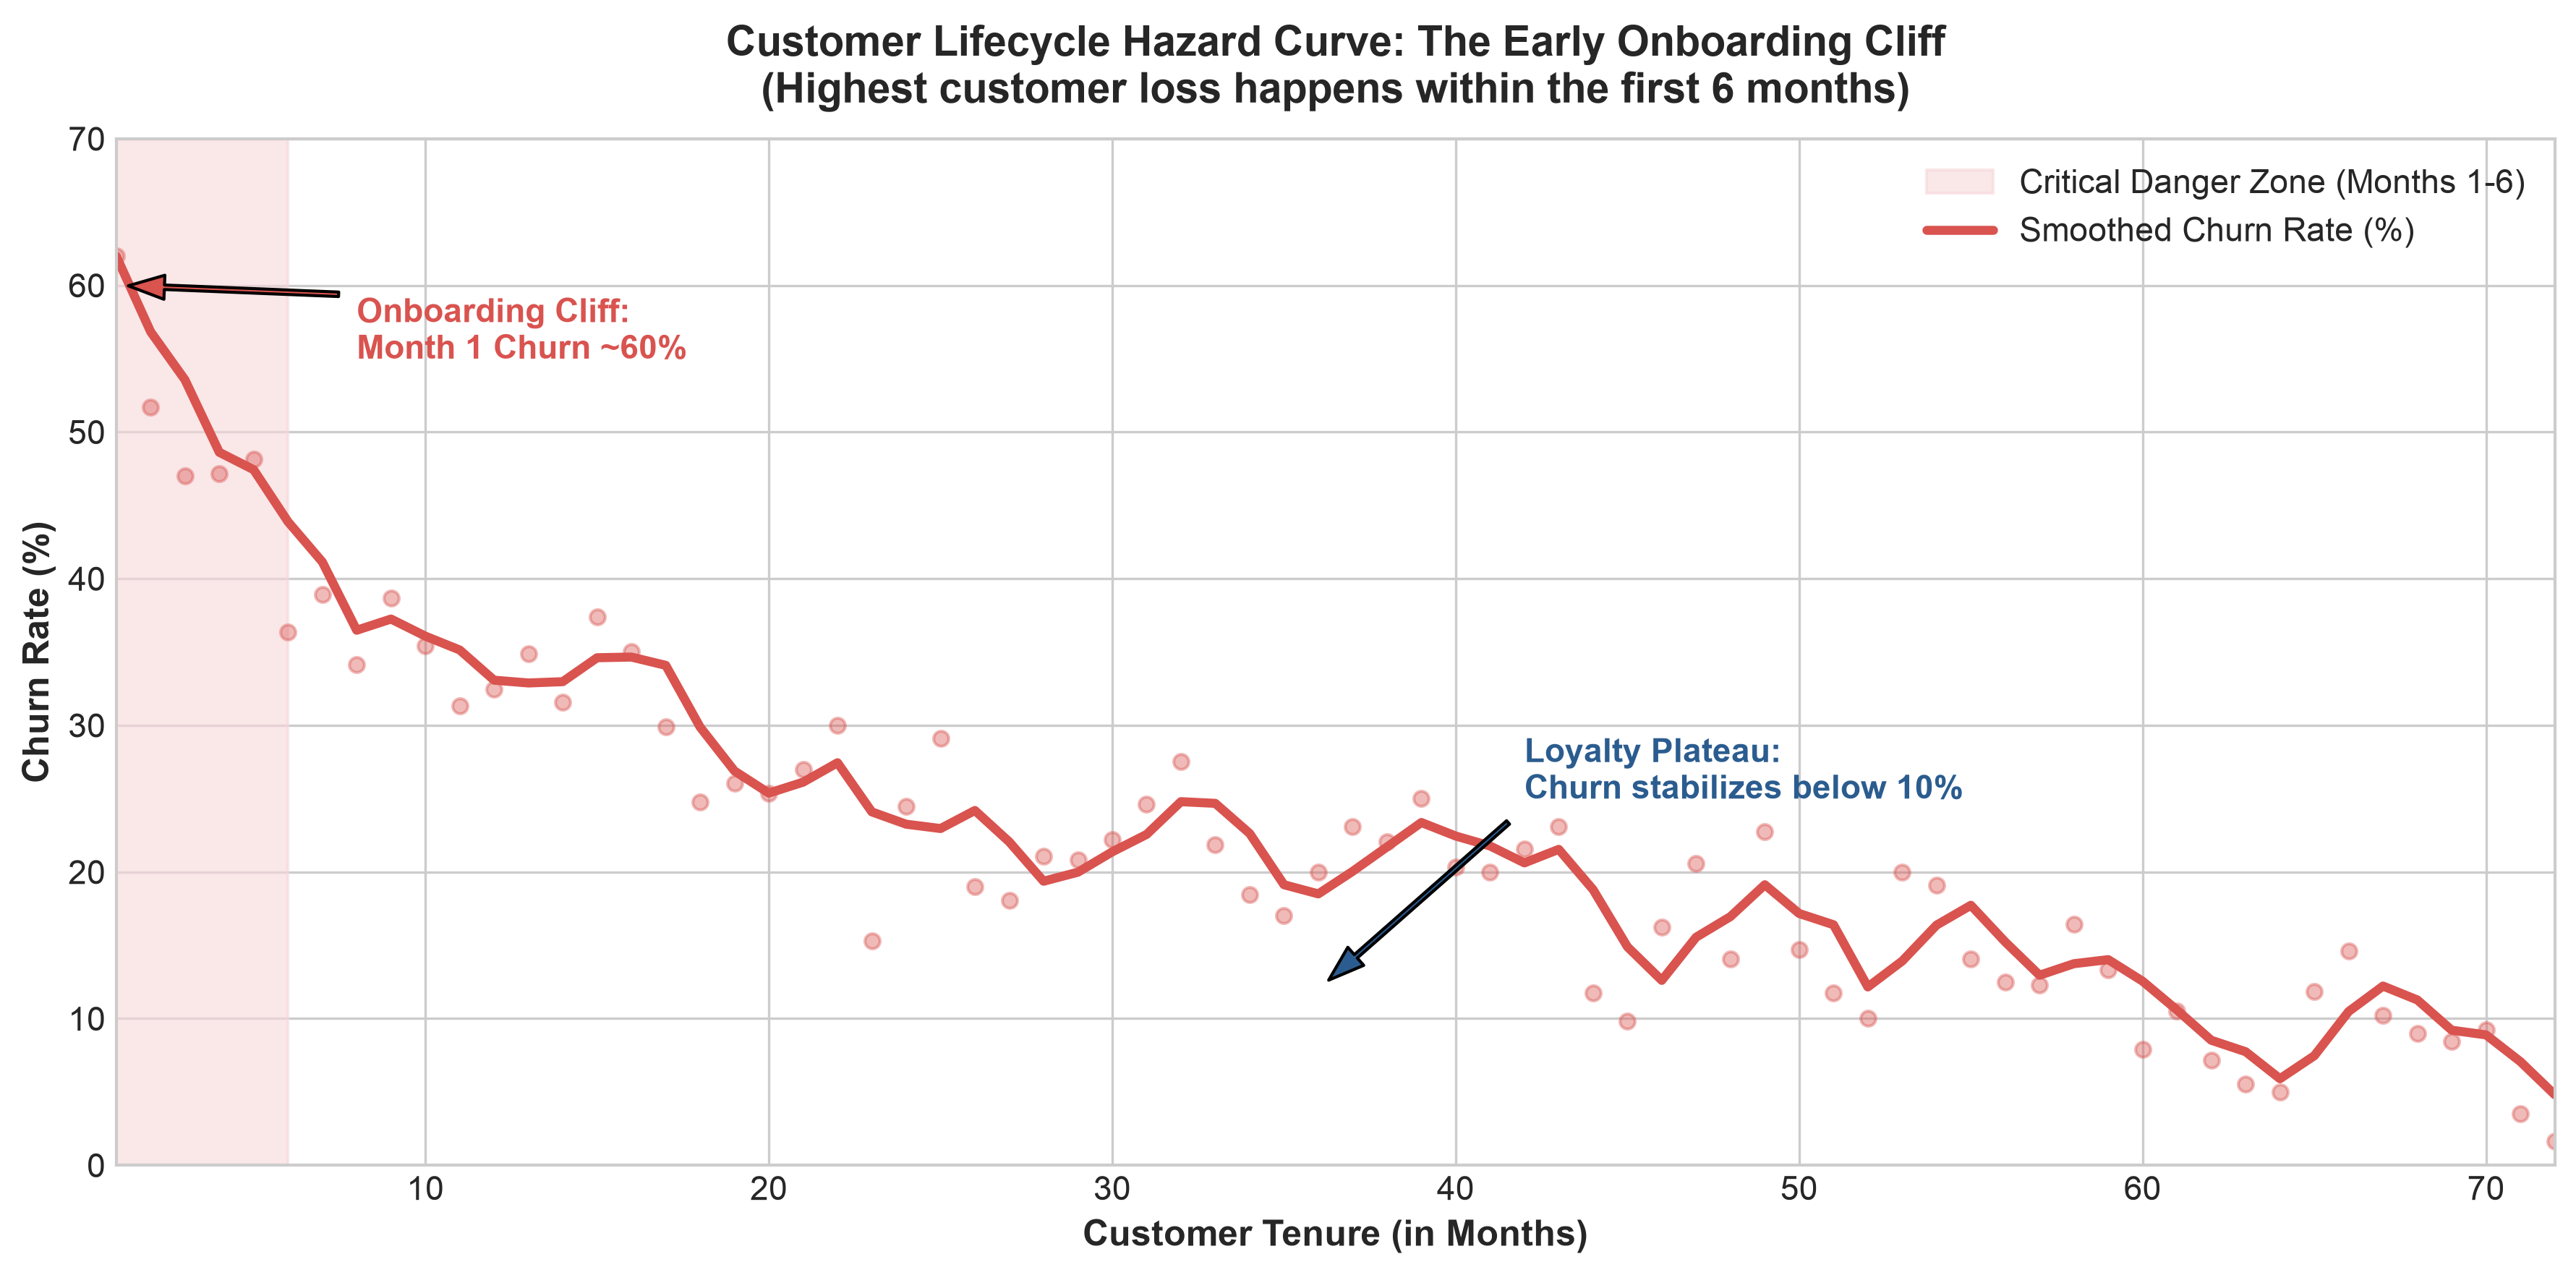 Customer Lifecycle Hazard Curve: The Early Onboarding Cliff
(Highest customer loss happens within the first 6 months)
70
60
50
40
30
20
10
0
Churn Rate (%)
Critical Danger Zone (Months 1-6)
Smoothed Churn Rate (%)
Onboarding Cliff:
Month 1 Churn ~60%
Loyalty Plateau:
Churn stabilizes below 10%
10 20 30 40 50 60 70
Customer Tenure (in Months)